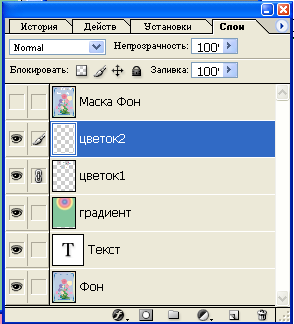 История Действ Установки Слои
Normal Непрозрачность: 100%
Блокировать: Заливка: 100%
Маска Фон
цветок2
цветок1
градиент
T Текст
Фон